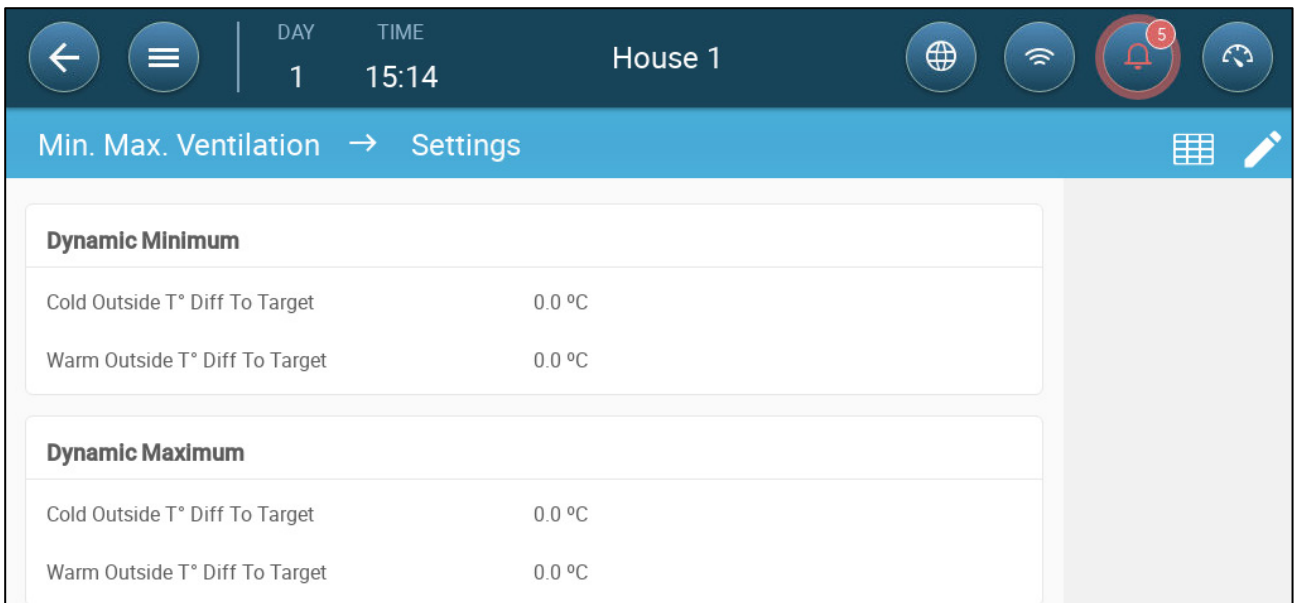 DAY TIME
1 15:14 House 1 5
Min. Max. Ventilation → Settings
Dynamic Minimum
Cold Outside T° Diff To Target 0.0 ºC
Warm Outside T° Diff To Target 0.0 ºC
Dynamic Maximum
Cold Outside T° Diff To Target 0.0 ºC
Warm Outside T° Diff To Target 0.0 ºC